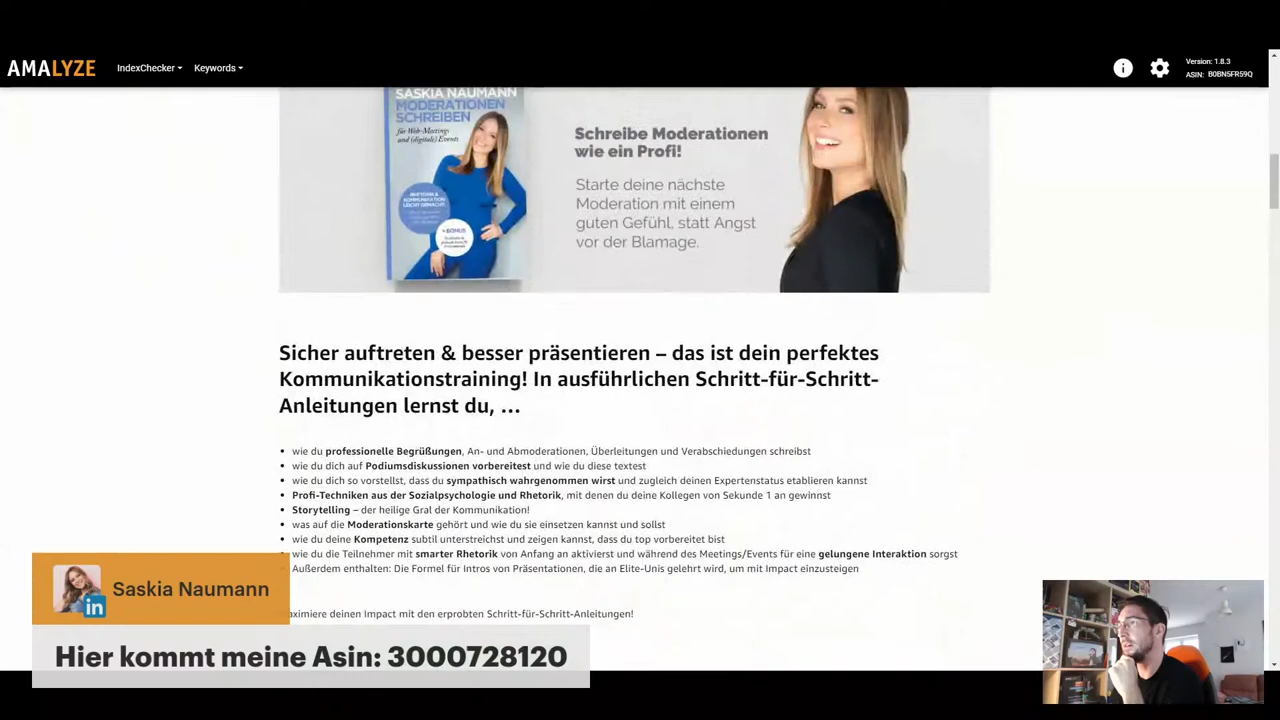 AMALYZE
IndexChecker
Keywords
Version: 1.8.3
ASIN: B0BN5FR59Q
SASKIA NAUMANN
MODERATIONEN
SCHREIBEN
für Web-Meetings
und (digitale) Events
RHETORIK &
KOMMUNIKATION
LEICHT GEMACHT
+ BONUS
Schreibe Moderationen
wie ein Profi!
Starte deine nächste
Moderation mit einem
guten Gefühl, statt Angst
vor der Blamage.
Sicher auftreten & besser präsentieren – das ist dein perfektes
Kommunikationstraining! In ausführlichen Schritt-für-Schritt-
Anleitungen lernst du, …
• wie du professionelle Begrüßungen, An- und Abmoderationen, Überleitungen und Verabschiedungen schreibst
• wie du dich auf Podiumsdiskussionen vorbereitest und wie du diese textest
• wie du dich so vorstellst, dass du sympathisch wahrgenommen wirst und zugleich deinen Expertenstatus etablieren kannst
• Profi-Techniken aus der Sozialpsychologie und Rhetorik, mit denen du deine Kollegen von Sekunde 1 an gewinnst
• Storytelling – der heilige Gral der Kommunikation!
• was auf die Moderationskarte gehört und wie du sie einsetzen kannst und sollst
• wie du deine Kompetenz subtil unterstreichst und zeigen kannst, dass du top vorbereitet bist
wie du die Teilnehmer mit smarter Rhetorik von Anfang an aktivierst und während des Meetings/Events für eine gelungene Interaktion sorgst
Außerdem enthalten: Die Formel für Intros von Präsentationen, die an Elite-Unis gelehrt wird, um mit Impact einzusteigen
aximiere deinen Impact mit den erprobten Schritt-für-Schritt-Anleitungen!
in
Saskia Naumann
Hier kommt meine Asin: 3000728120